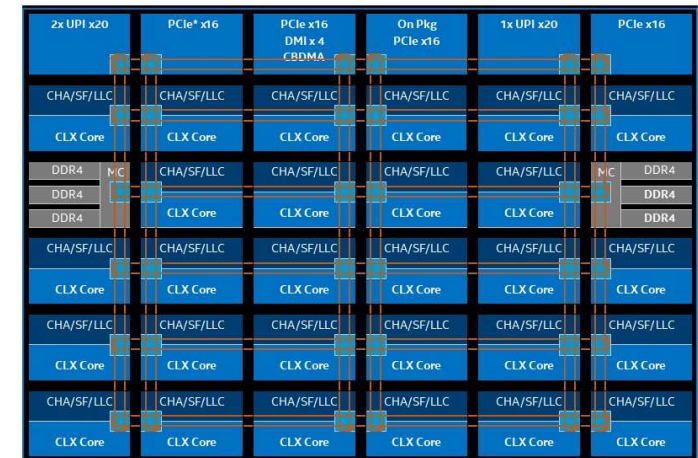 2x UPI x20 PCIe* x16 PCIe x16 On Pkg 1x UPI x20 PCIe x16
DMI x 4 PCIe x16
CBDMA
CHA/SF/LLC CHA/SF/LLC CHA/SF/LLC CHA/SF/LLC CHA/SF/LLC CHA/SF/LLC
CLX Core CLX Core CLX Core CLX Core CLX Core CLX Core
DDR4 MC CHA/SF/LLC CHA/SF/LLC CHA/SF/LLC CHA/SF/LLC MC DDR4
DDR4 DDR4
CLX Core CLX Core CLX Core CLX Core
DDR4 DDR4
CHA/SF/LLC CHA/SF/LLC CHA/SF/LLC CHA/SF/LLC CHA/SF/LLC CHA/SF/LLC
CLX Core CLX Core CLX Core CLX Core CLX Core CLX Core
CHA/SF/LLC CHA/SF/LLC CHA/SF/LLC CHA/SF/LLC CHA/SF/LLC CHA/SF/LLC
CLX Core CLX Core CLX Core CLX Core CLX Core CLX Core
CHA/SF/LLC CHA/SF/LLC CHA/SF/LLC CHA/SF/LLC CHA/SF/LLC CHA/SF/LLC
CLX Core CLX Core CLX Core CLX Core CLX Core CLX Core